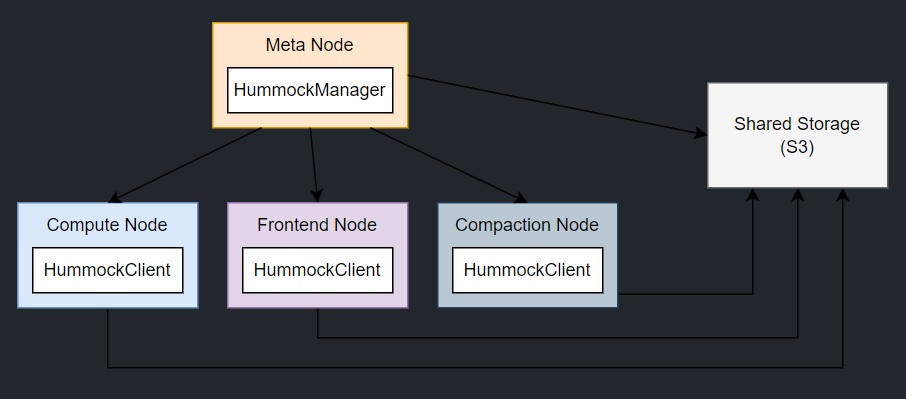 Meta Node
HummockManager
Shared Storage
(S3)
Compute Node
HummockClient
Frontend Node
HummockClient
Compaction Node
HummockClient